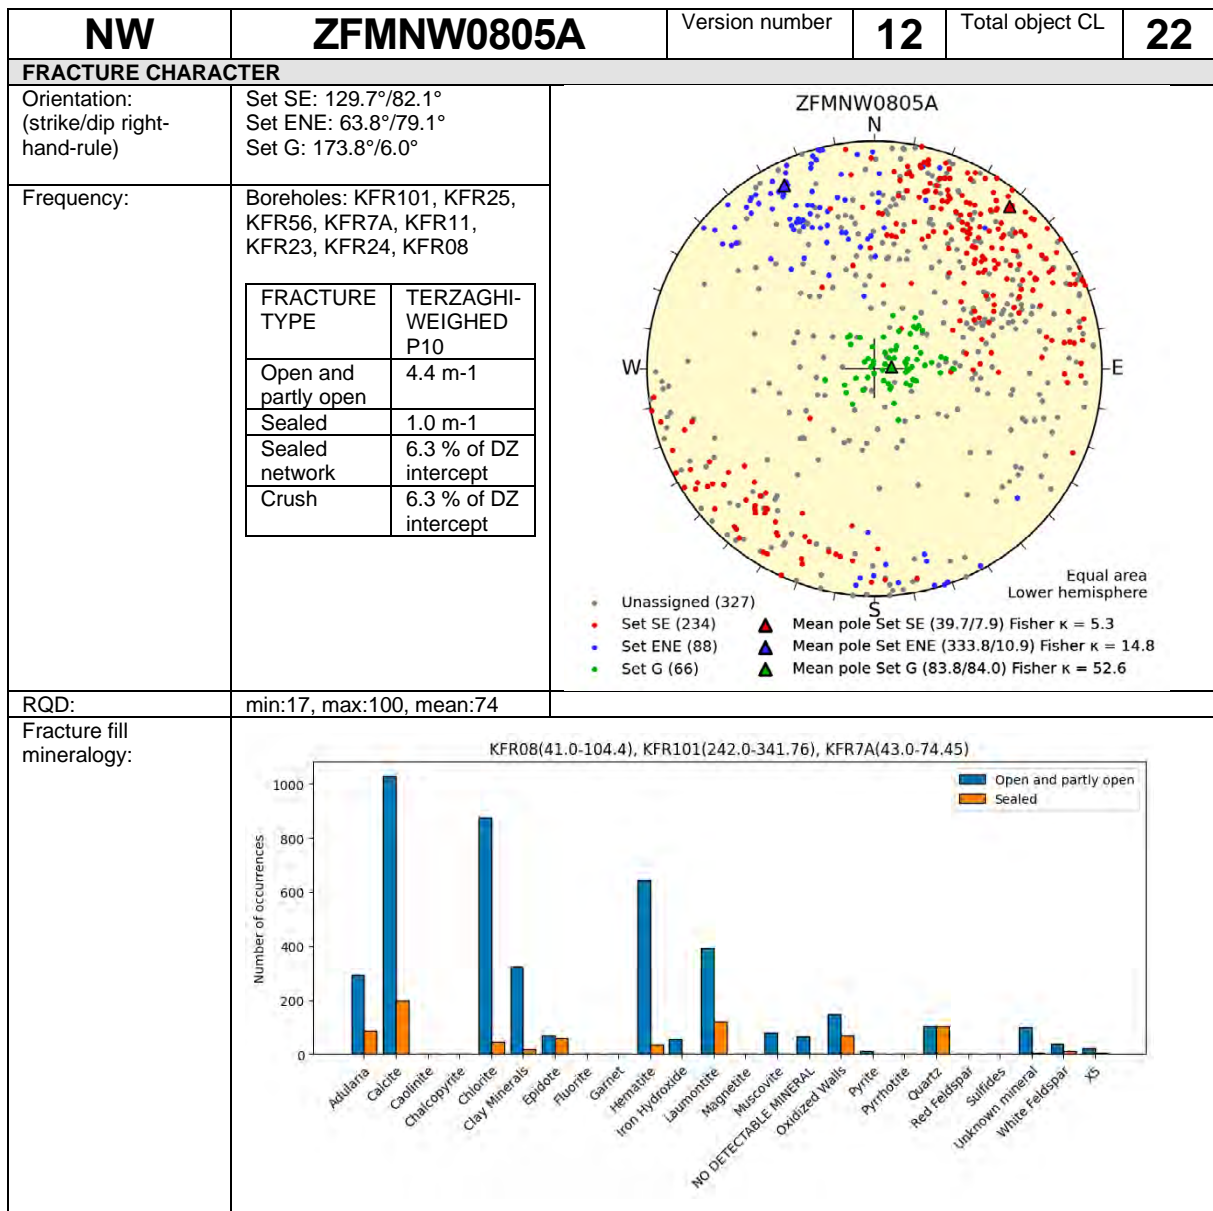 NW
ZFMNW0805A
Version number
12
Total object CL
22
FRACTURE CHARACTER
Orientation:
(strike/dip right-
hand-rule)
Set SE: 129.7°/82.1°
Set ENE: 63.8°/79.1°
Set G: 173.8°/6.0°
Frequency:
Boreholes: KFR101, KFR25,
KFR56, KFR7A, KFR11,
KFR23, KFR24, KFR08
FRACTURE
TYPE
TERZAGHI-
WEIGHED
P10
Open and
partly open
4.4 m-1
Sealed
1.0 m-1
Sealed
network
6.3 % of DZ
intercept
Crush
6.3 % of DZ
intercept
ZFMNW0805A
N
W
E
S
Equal area
Lower hemisphere
Unassigned (327)
Set SE (234)
Set ENE (88)
Set G (66)
Mean pole Set SE (39.7/7.9) Fisher κ = 5.3
Mean pole Set ENE (333.8/10.9) Fisher κ = 14.8
Mean pole Set G (83.8/84.0) Fisher κ = 52.6
RQD:
min:17, max:100, mean:74
Fracture fill
mineralogy:
KFR08(41.0-104.4), KFR101(242.0-341.76), KFR7A(43.0-74.45)
Open and partly open
Sealed
Number of occurrences
1000
800
600
400
200
0
Adularia
Calcite
Caolinite
Chalcopyrite
Chlorite
Clay Minerals
Epidote
Fluorite
Garnet
Hematite
Iron Hydroxide
Laumontite
Magnetite
Muscovite
NO DETECTABLE MINERAL
Oxidized Walls
Pyrite
Pyrrhotite
Quartz
Red Feldspar
Sulfides
Unknown mineral
White Feldspar
X5